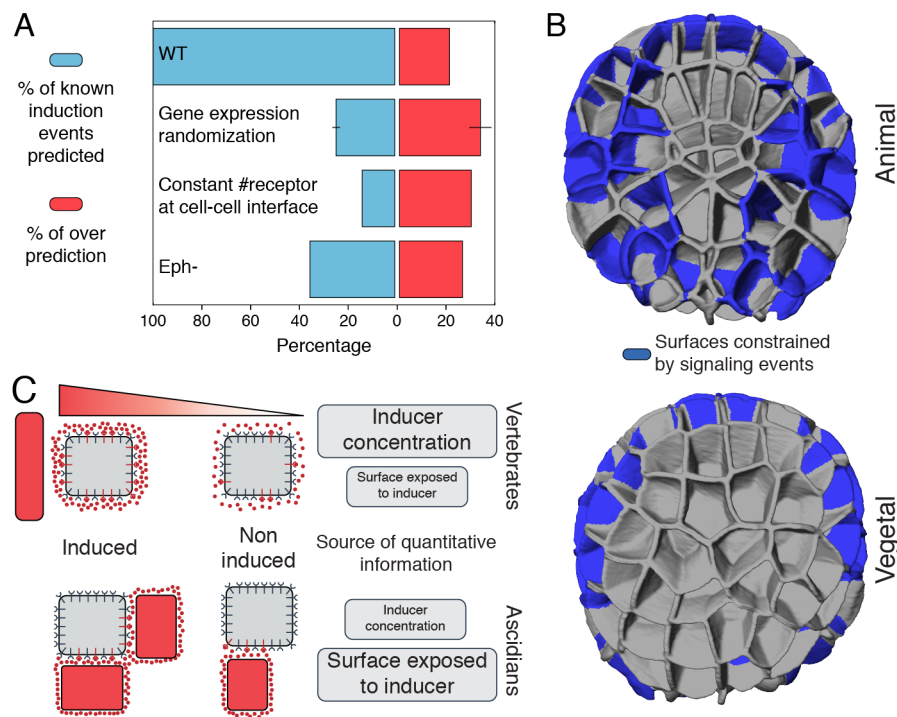 A
% of known
induction
events
predicted
% of over
prediction
WT
Gene expression
randomization
Constant #receptor
at cell-cell interface
Eph-
100 80 60 40 20 0 20 40
Percentage
B
Animal
Surfaces constrained
by signaling events
Vegetal
C
Induced
Non
induced
Inducer
concentration
Surface exposed
to inducer
Vertebrates
Source of quantitative
information
Inducer
concentration
Surface exposed
to inducer
Ascidians